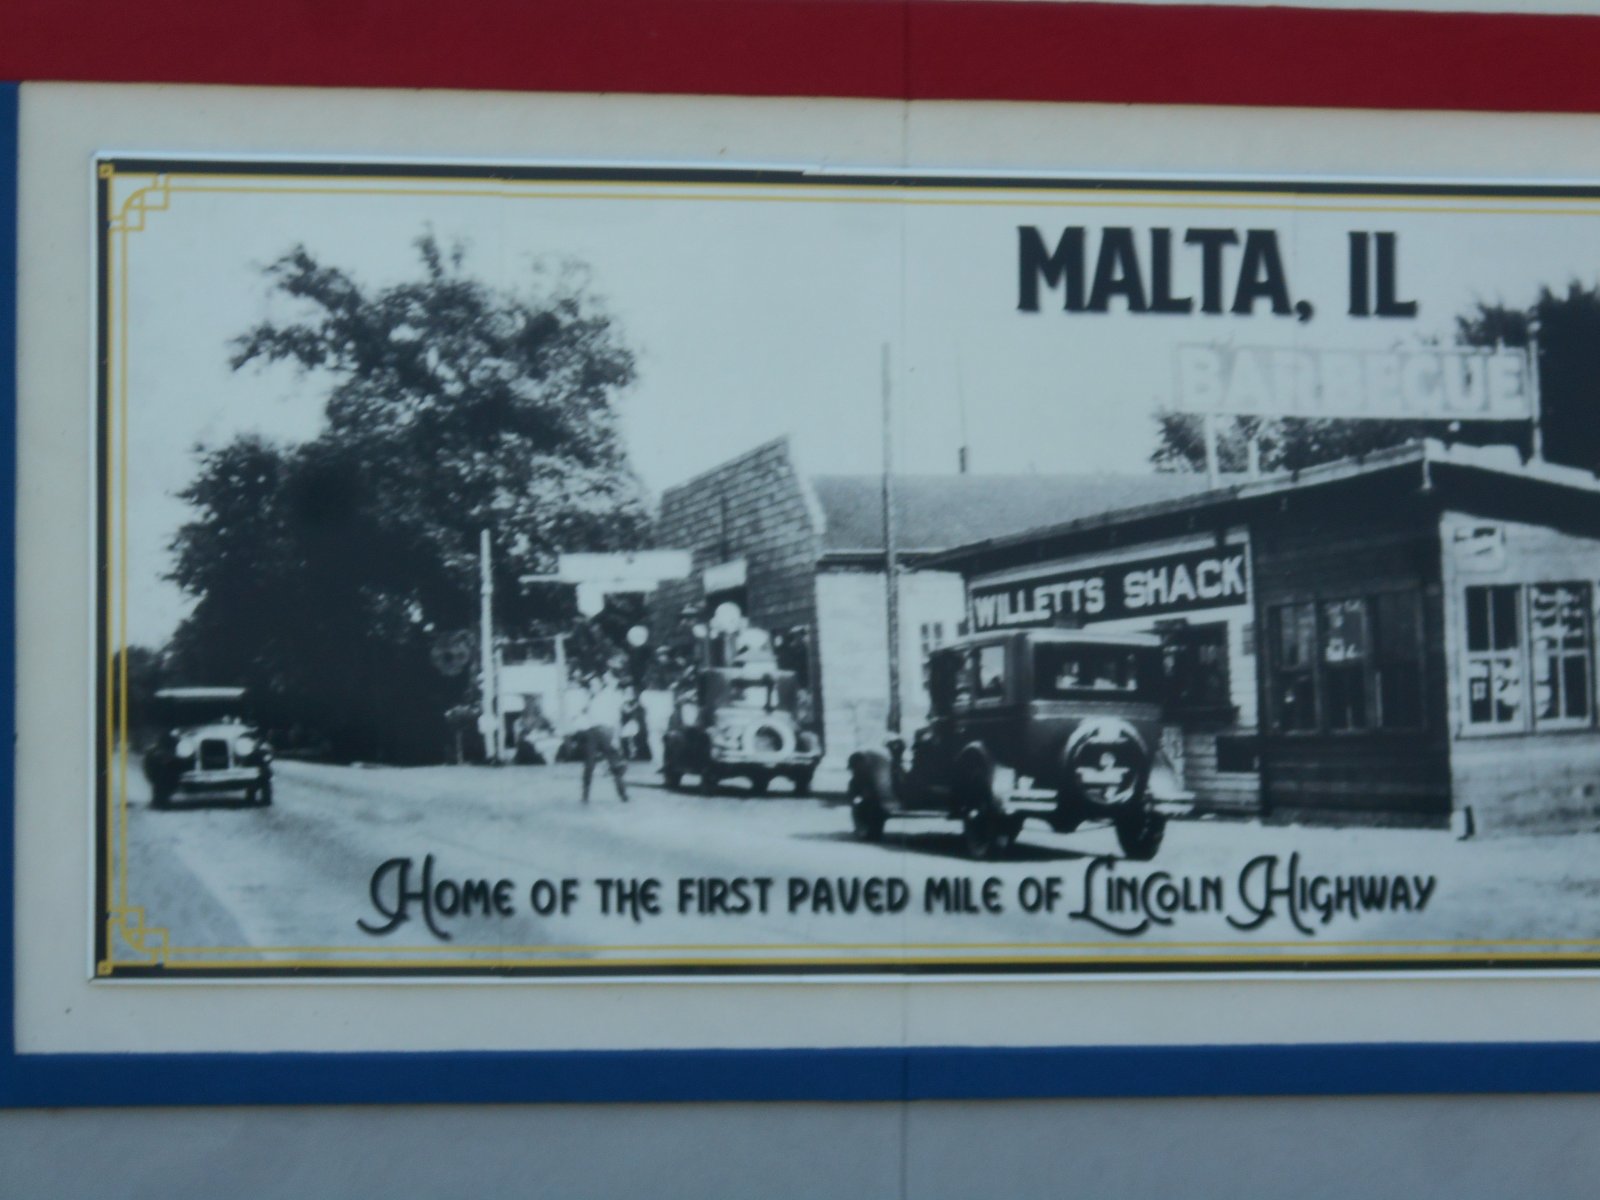 MALTA, IL
BARBECUE
WILLETTS SHACK
HOME OF THE FIRST PAVED MILE OF LINCOLN HIGHWAY